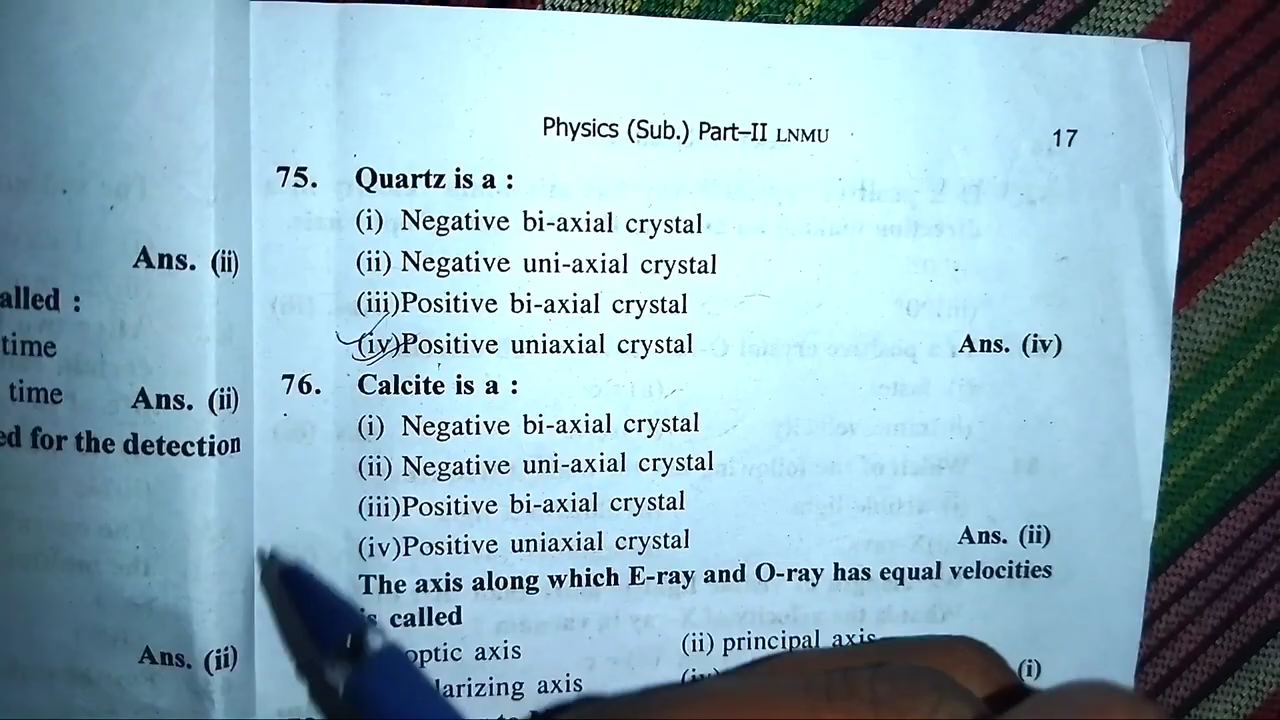 Ans. (ii)
alled :
time
time Ans. (ii)
ed for the detection
Ans. (ii)
Physics (Sub.) Part–II LNMU 17
75. Quartz is a :
(i) Negative bi-axial crystal
(ii) Negative uni-axial crystal
(iii)Positive bi-axial crystal
(iv)Positive uniaxial crystal Ans. (iv)
76. Calcite is a :
(i) Negative bi-axial crystal
(ii) Negative uni-axial crystal
(iii)Positive bi-axial crystal
(iv)Positive uniaxial crystal Ans. (ii)
The axis along which E-ray and O-ray has equal velocities
s called
optic axis (ii) principal axis
larizing axis (i)